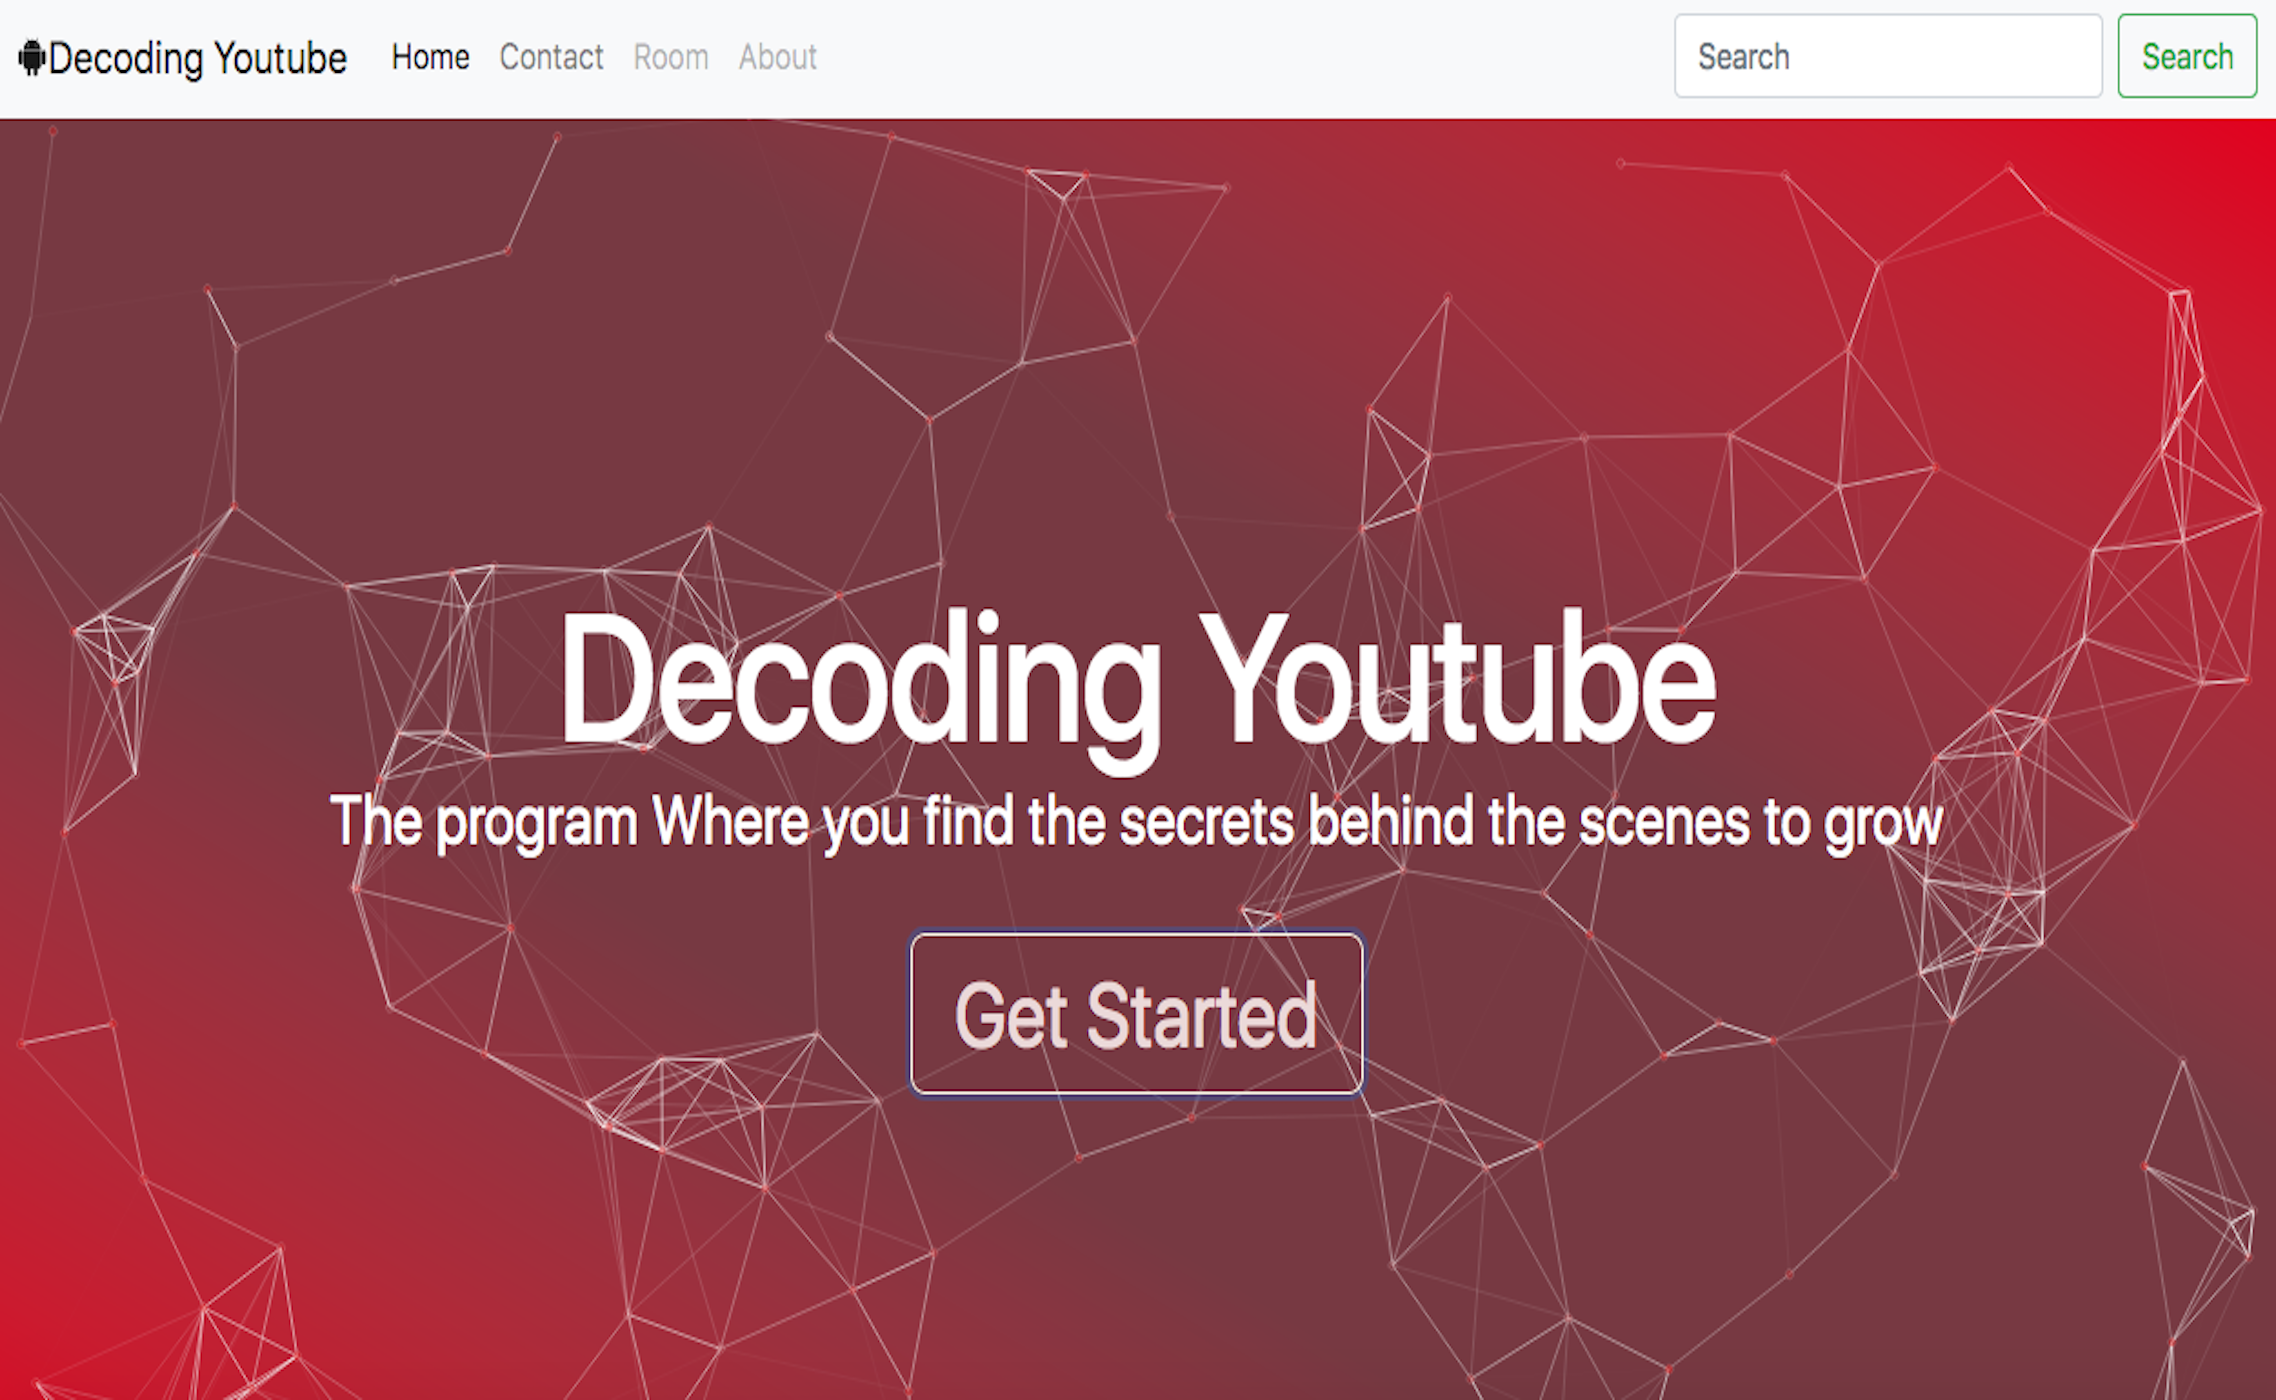 Decoding Youtube Home Contact Room About Search Search
Decoding Youtube
The program Where you find the secrets behind the scenes to grow
Get Started